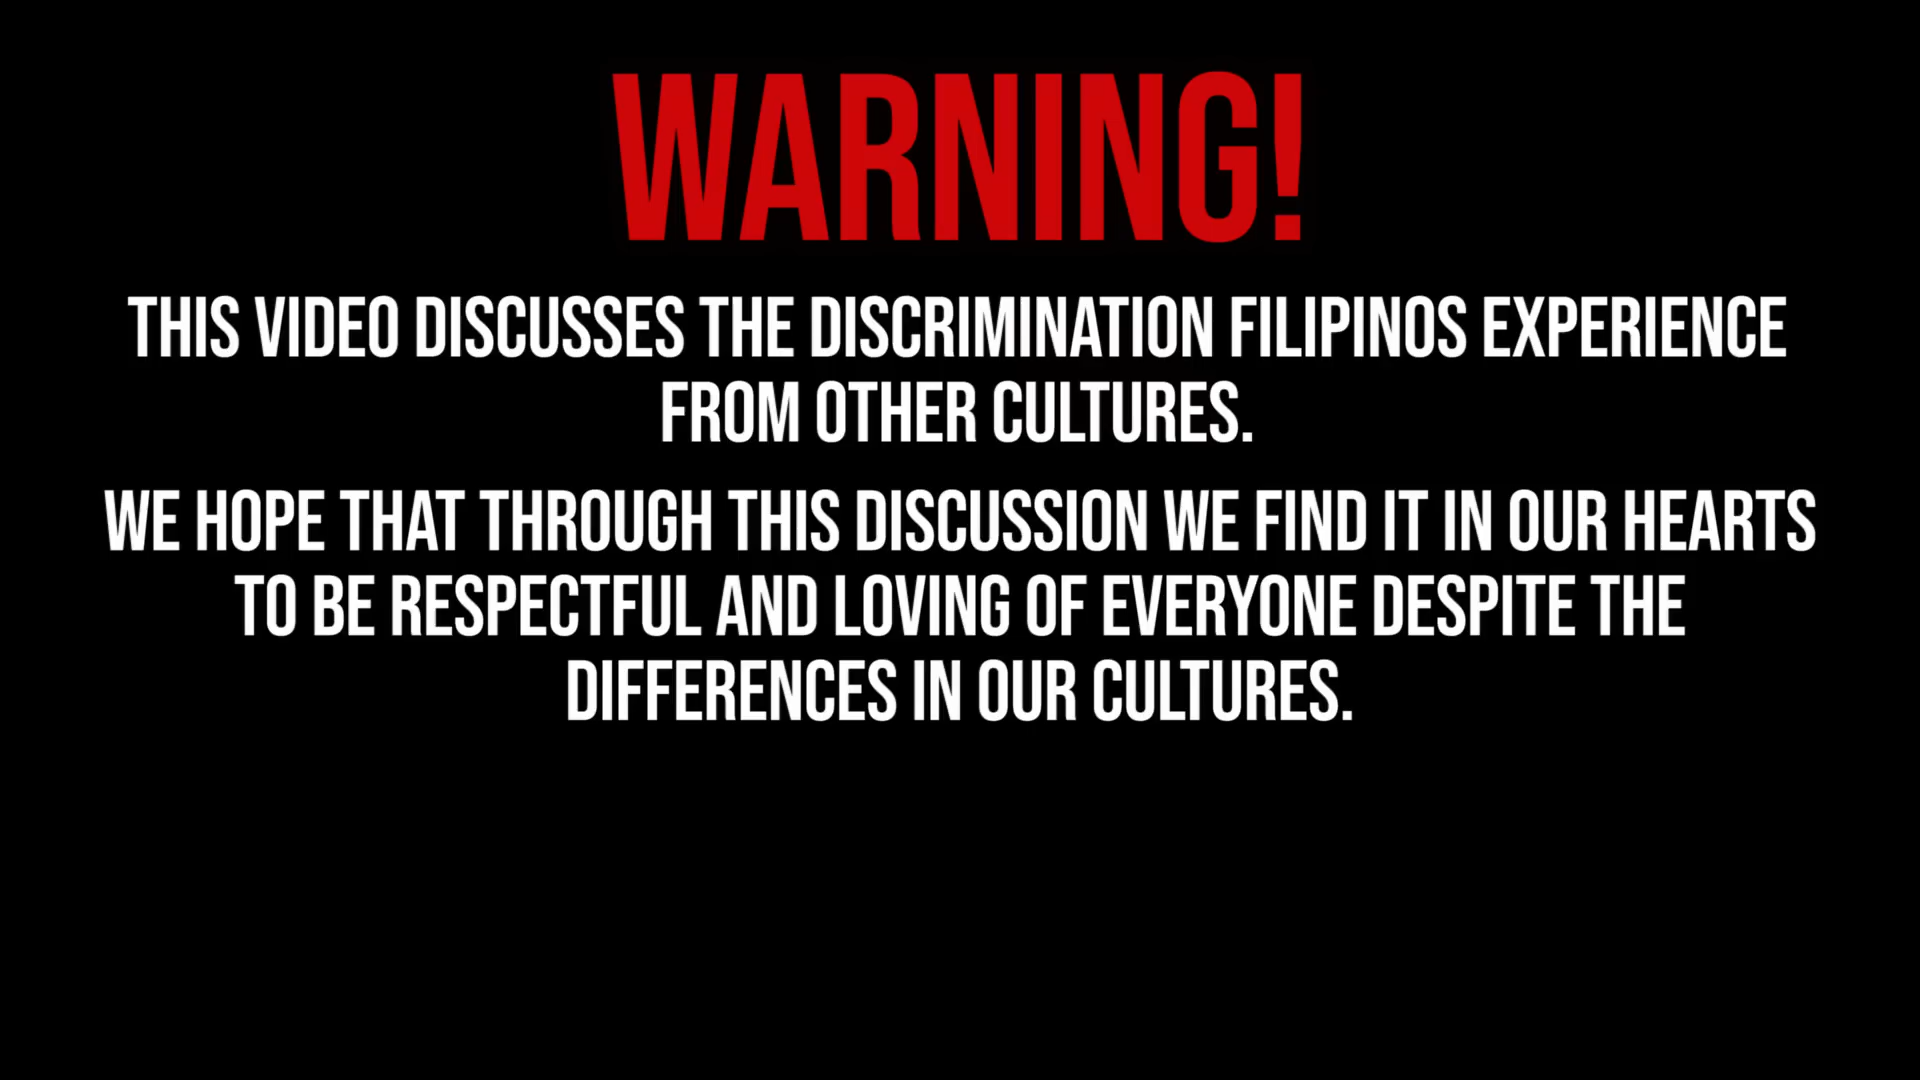 WARNING!
THIS VIDEO DISCUSSES THE DISCRIMINATION FILIPINOS EXPERIENCE
FROM OTHER CULTURES.
WE HOPE THAT THROUGH THIS DISCUSSION WE FIND IT IN OUR HEARTS
TO BE RESPECTFUL AND LOVING OF EVERYONE DESPITE THE
DIFFERENCES IN OUR CULTURES.